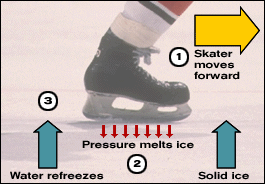 1
Skater
moves
forward
3
Pressure melts ice
Water refreezes
2
Solid ice